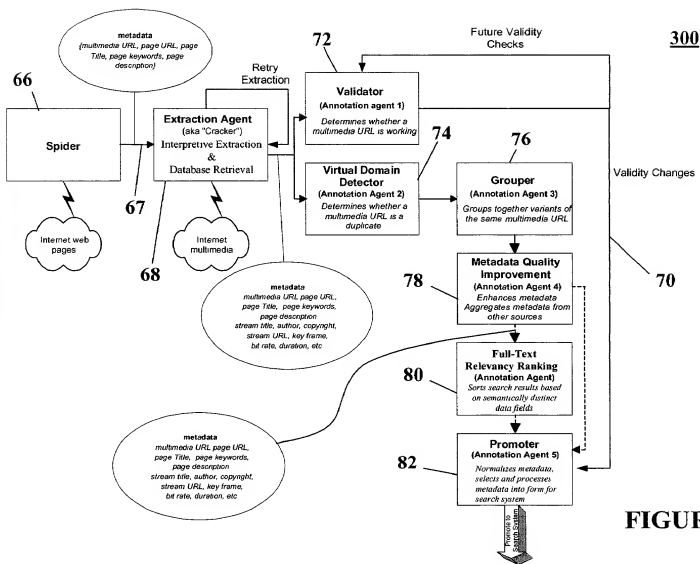 metadata
{multimedia URL, page URL, page
Title, page keywords, page
description}
66
Spider
67
Internet web
pages
Retry
Extraction
Extraction Agent
(aka "Cracker")
Interpretive Extraction
&
Database Retrieval
68
Internet
multimedia
72
Validator
(Annotation agent 1)
Determines whether a
multimedia URL is working
Future Validity
Checks
300
74
Virtual Domain
Detector
(Annotation Agent 2)
Determines whether a
multimedia URL is a
duplicate
76
Grouper
(Annotation Agent 3)
Groups together variants of
the same multimedia URL
Validity Changes
70
metadata
multimedia URL page URL,
page Title, page keywords,
page description
stream title, author, copyright,
stream URL, key frame,
bit rate, duration, etc
78
Metadata Quality
Improvement
(Annotation Agent 4)
Enhances metadata
Aggregates metadata from
other sources
80
Full-Text
Relevancy Ranking
(Annotation Agent)
Sorts search results based
on semantically distinct
data fields
metadata
multimedia URL page URL,
page Title, page keywords,
page description
stream title, author, copyright,
stream URL, key frame,
bit rate, duration, etc
82
Promoter
(Annotation Agent 5)
Normalizes metadata,
selects and processes
metadata into form for
search system
Promote to
Search System
FIGUR